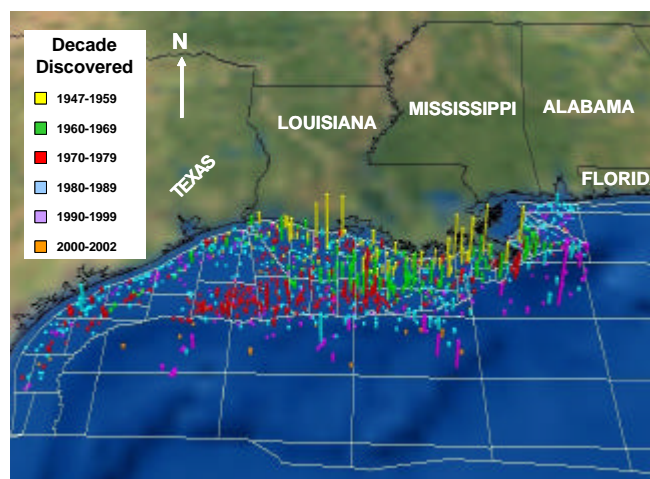 Decade
Discovered
1947-1959
1960-1969
1970-1979
1980-1989
1990-1999
2000-2002
N
TEXAS
LOUISIANA
MISSISSIPPI
ALABAMA
FLORID